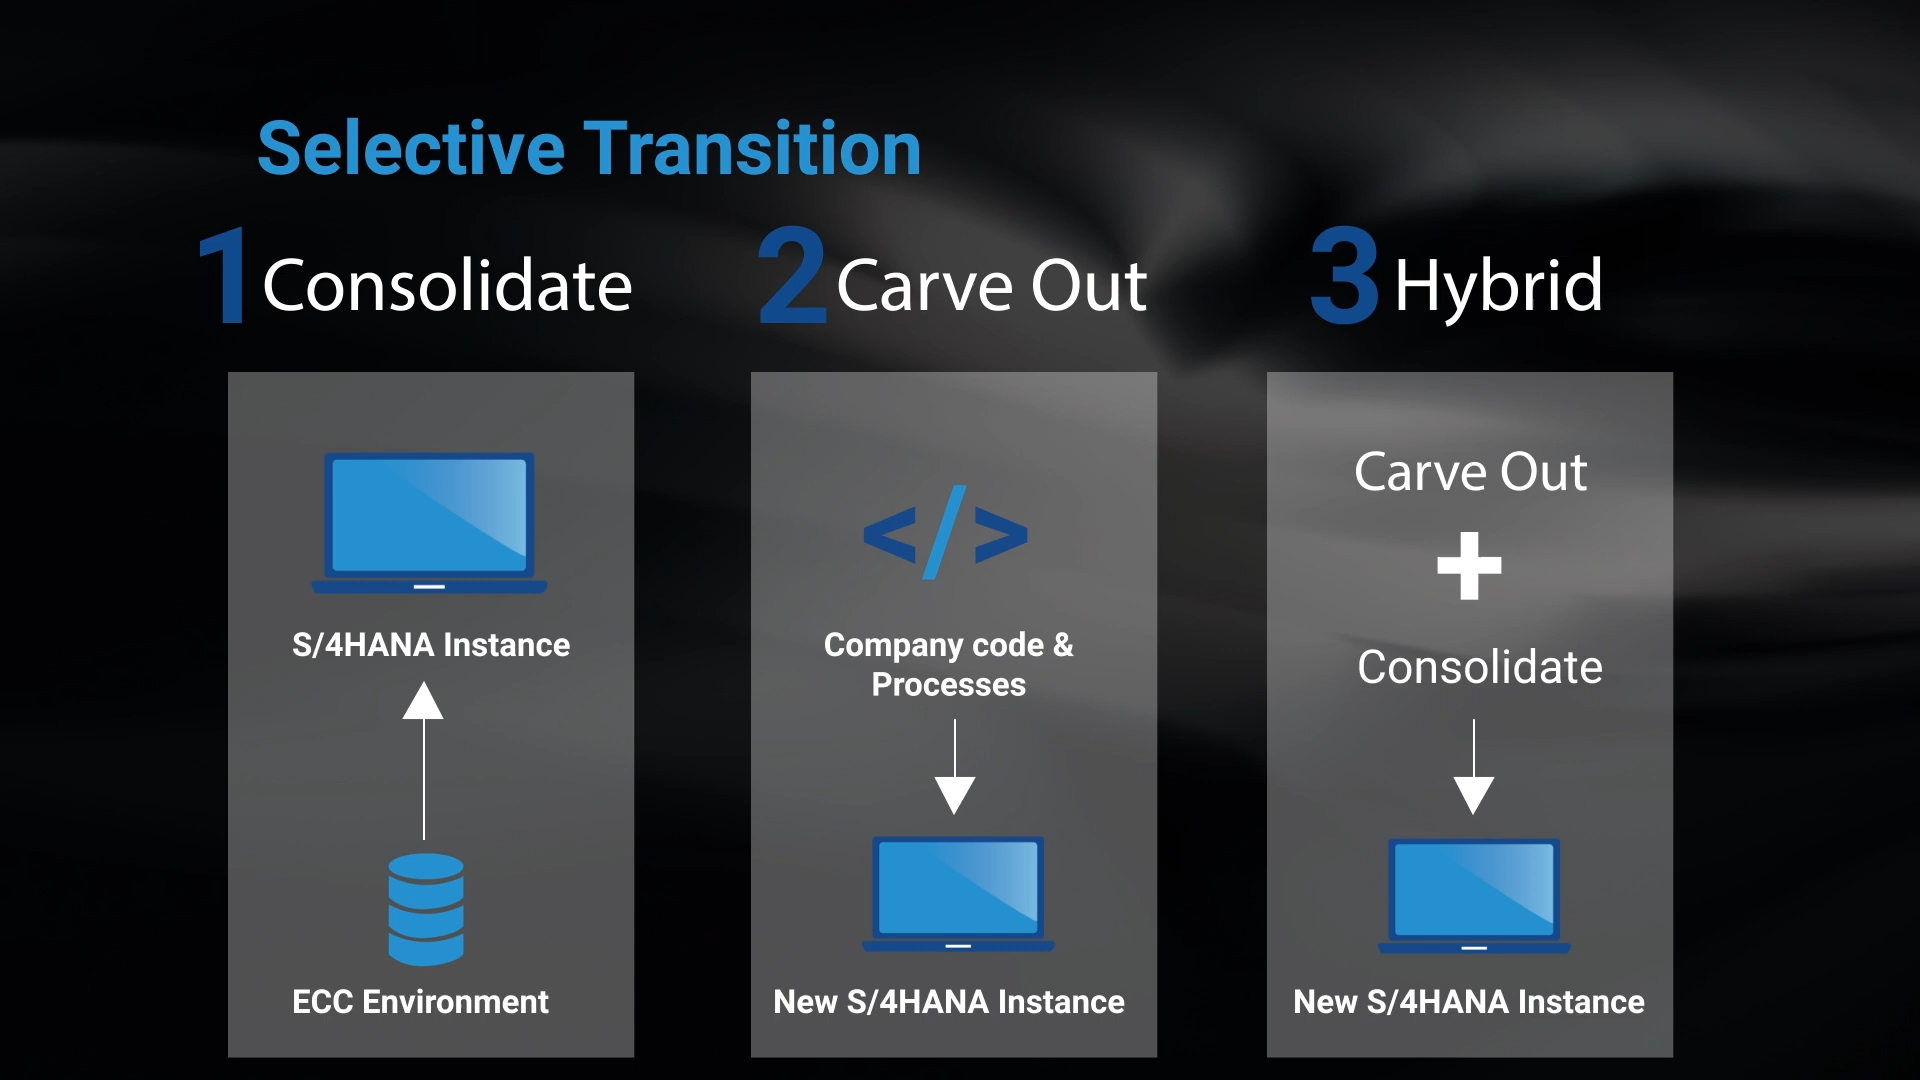 Selective Transition
1 Consolidate
S/4HANA Instance
ECC Environment
2 Carve Out
</>
Company code &
Processes
New S/4HANA Instance
3 Hybrid
Carve Out
+
Consolidate
New S/4HANA Instance